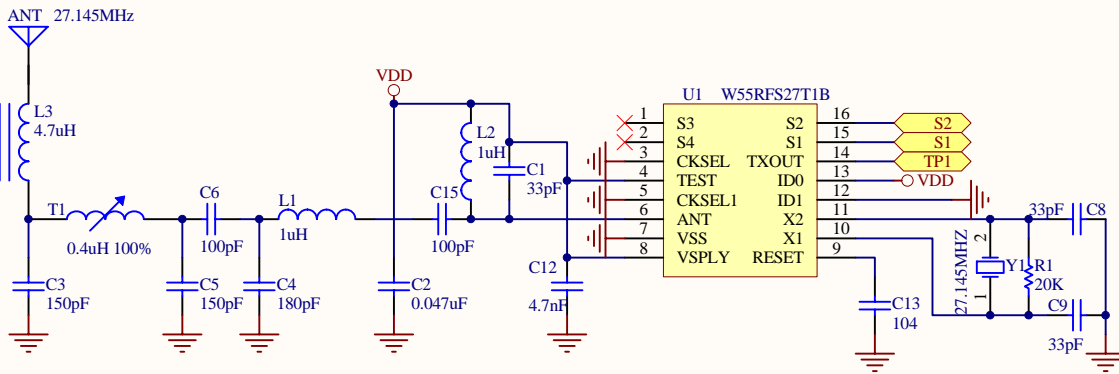 ANT 27.145MHz
L3
4.7uH
T1
0.4uH 100%
C3
150pF
C6
100pF
C5
150pF
C4
180pF
L1
1uH
VDD
C2
0.047uF
C15
100pF
L2
1uH
C1
33pF
C12
4.7nF
U1 W55RFS27T1B
1 S3
2 S4
3 CKSEL
4 TEST
5 CKSEL1
6 ANT
7 VSS
8 VSPLY
S2 16 S2
S1 15 S1
TXOUT 14 TP1
ID0 13 VDD
ID1 12
X2 11
X1 10
RESET 9
C13
104
27.145MHZ
2
1
Y1
R1
20K
33pF C8
C9
33pF